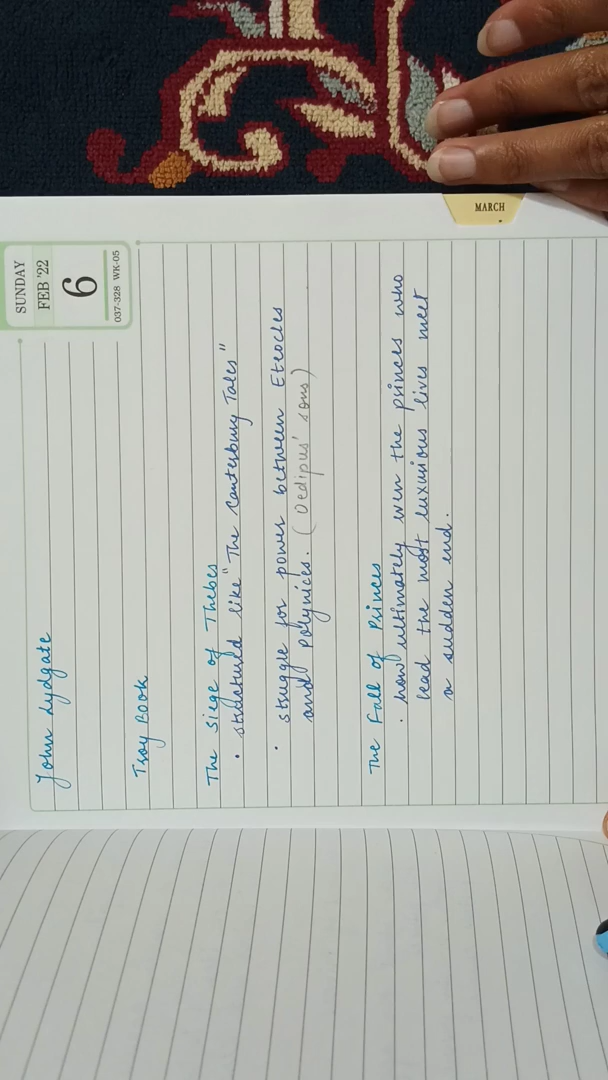 SUNDAY
FEB '22
6
037-328 WK-05
MARCH
John Lydgate
Troy Book
The Siege of Thebes
• structurld like "The Canterbury Tales"
• struggle for power between Eteocles
and polynices. (Oedipus' sons)
The Fall of Princes
• how ultimately even the princes who
lead the most luxurious lives meet
a sudden end.